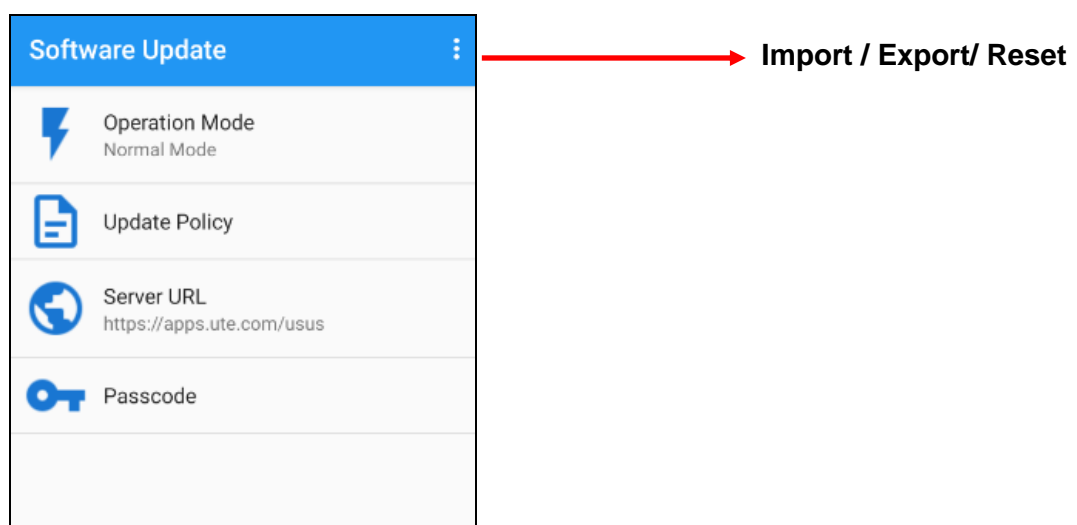 Software Update
Import / Export/ Reset
Operation Mode
Normal Mode
Update Policy
Server URL
https://apps.ute.com/usus
Passcode